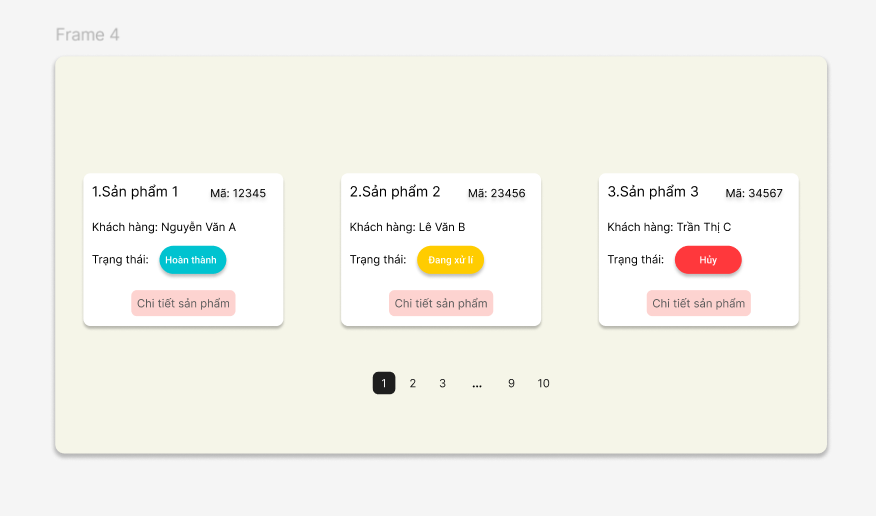 Frame 4
1.Sản phẩm 1 Mã: 12345
Khách hàng: Nguyễn Văn A
Trạng thái: Hoàn thành
Chi tiết sản phẩm
2.Sản phẩm 2 Mã: 23456
Khách hàng: Lê Văn B
Trạng thái: Đang xử lí
Chi tiết sản phẩm
3.Sản phẩm 3 Mã: 34567
Khách hàng: Trần Thị C
Trạng thái: Hủy
Chi tiết sản phẩm
1 2 3 ... 9 10